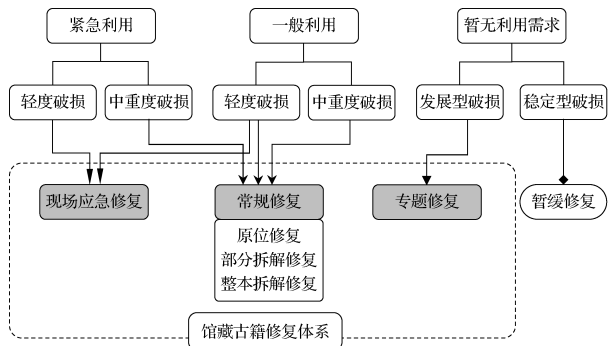 紧急利用
一般利用
暂无利用需求
轻度破损
中重度破损
轻度破损
中重度破损
发展型破损
稳定型破损
现场应急修复
常规修复
专题修复
暂缓修复
原位修复
部分拆解修复
整本拆解修复
馆藏古籍修复体系